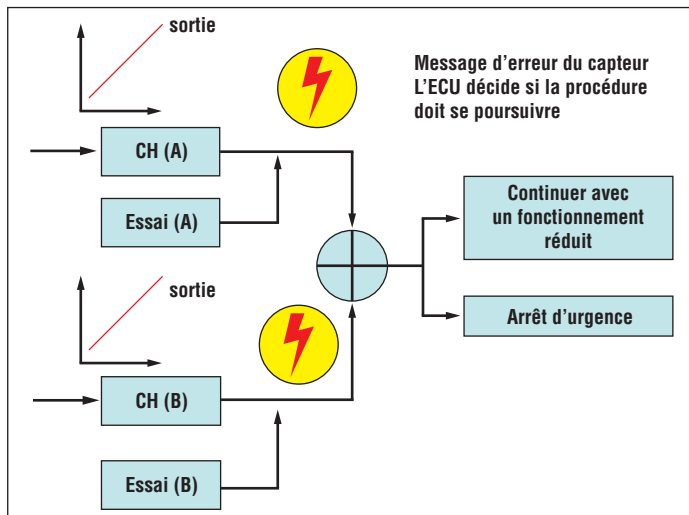 sortie
Message d'erreur du capteur
L'ECU décide si la procédure
doit se poursuivre
CH (A)
Essai (A)
Continuer avec
un fonctionnement
réduit
sortie
Arrêt d'urgence
CH (B)
Essai (B)